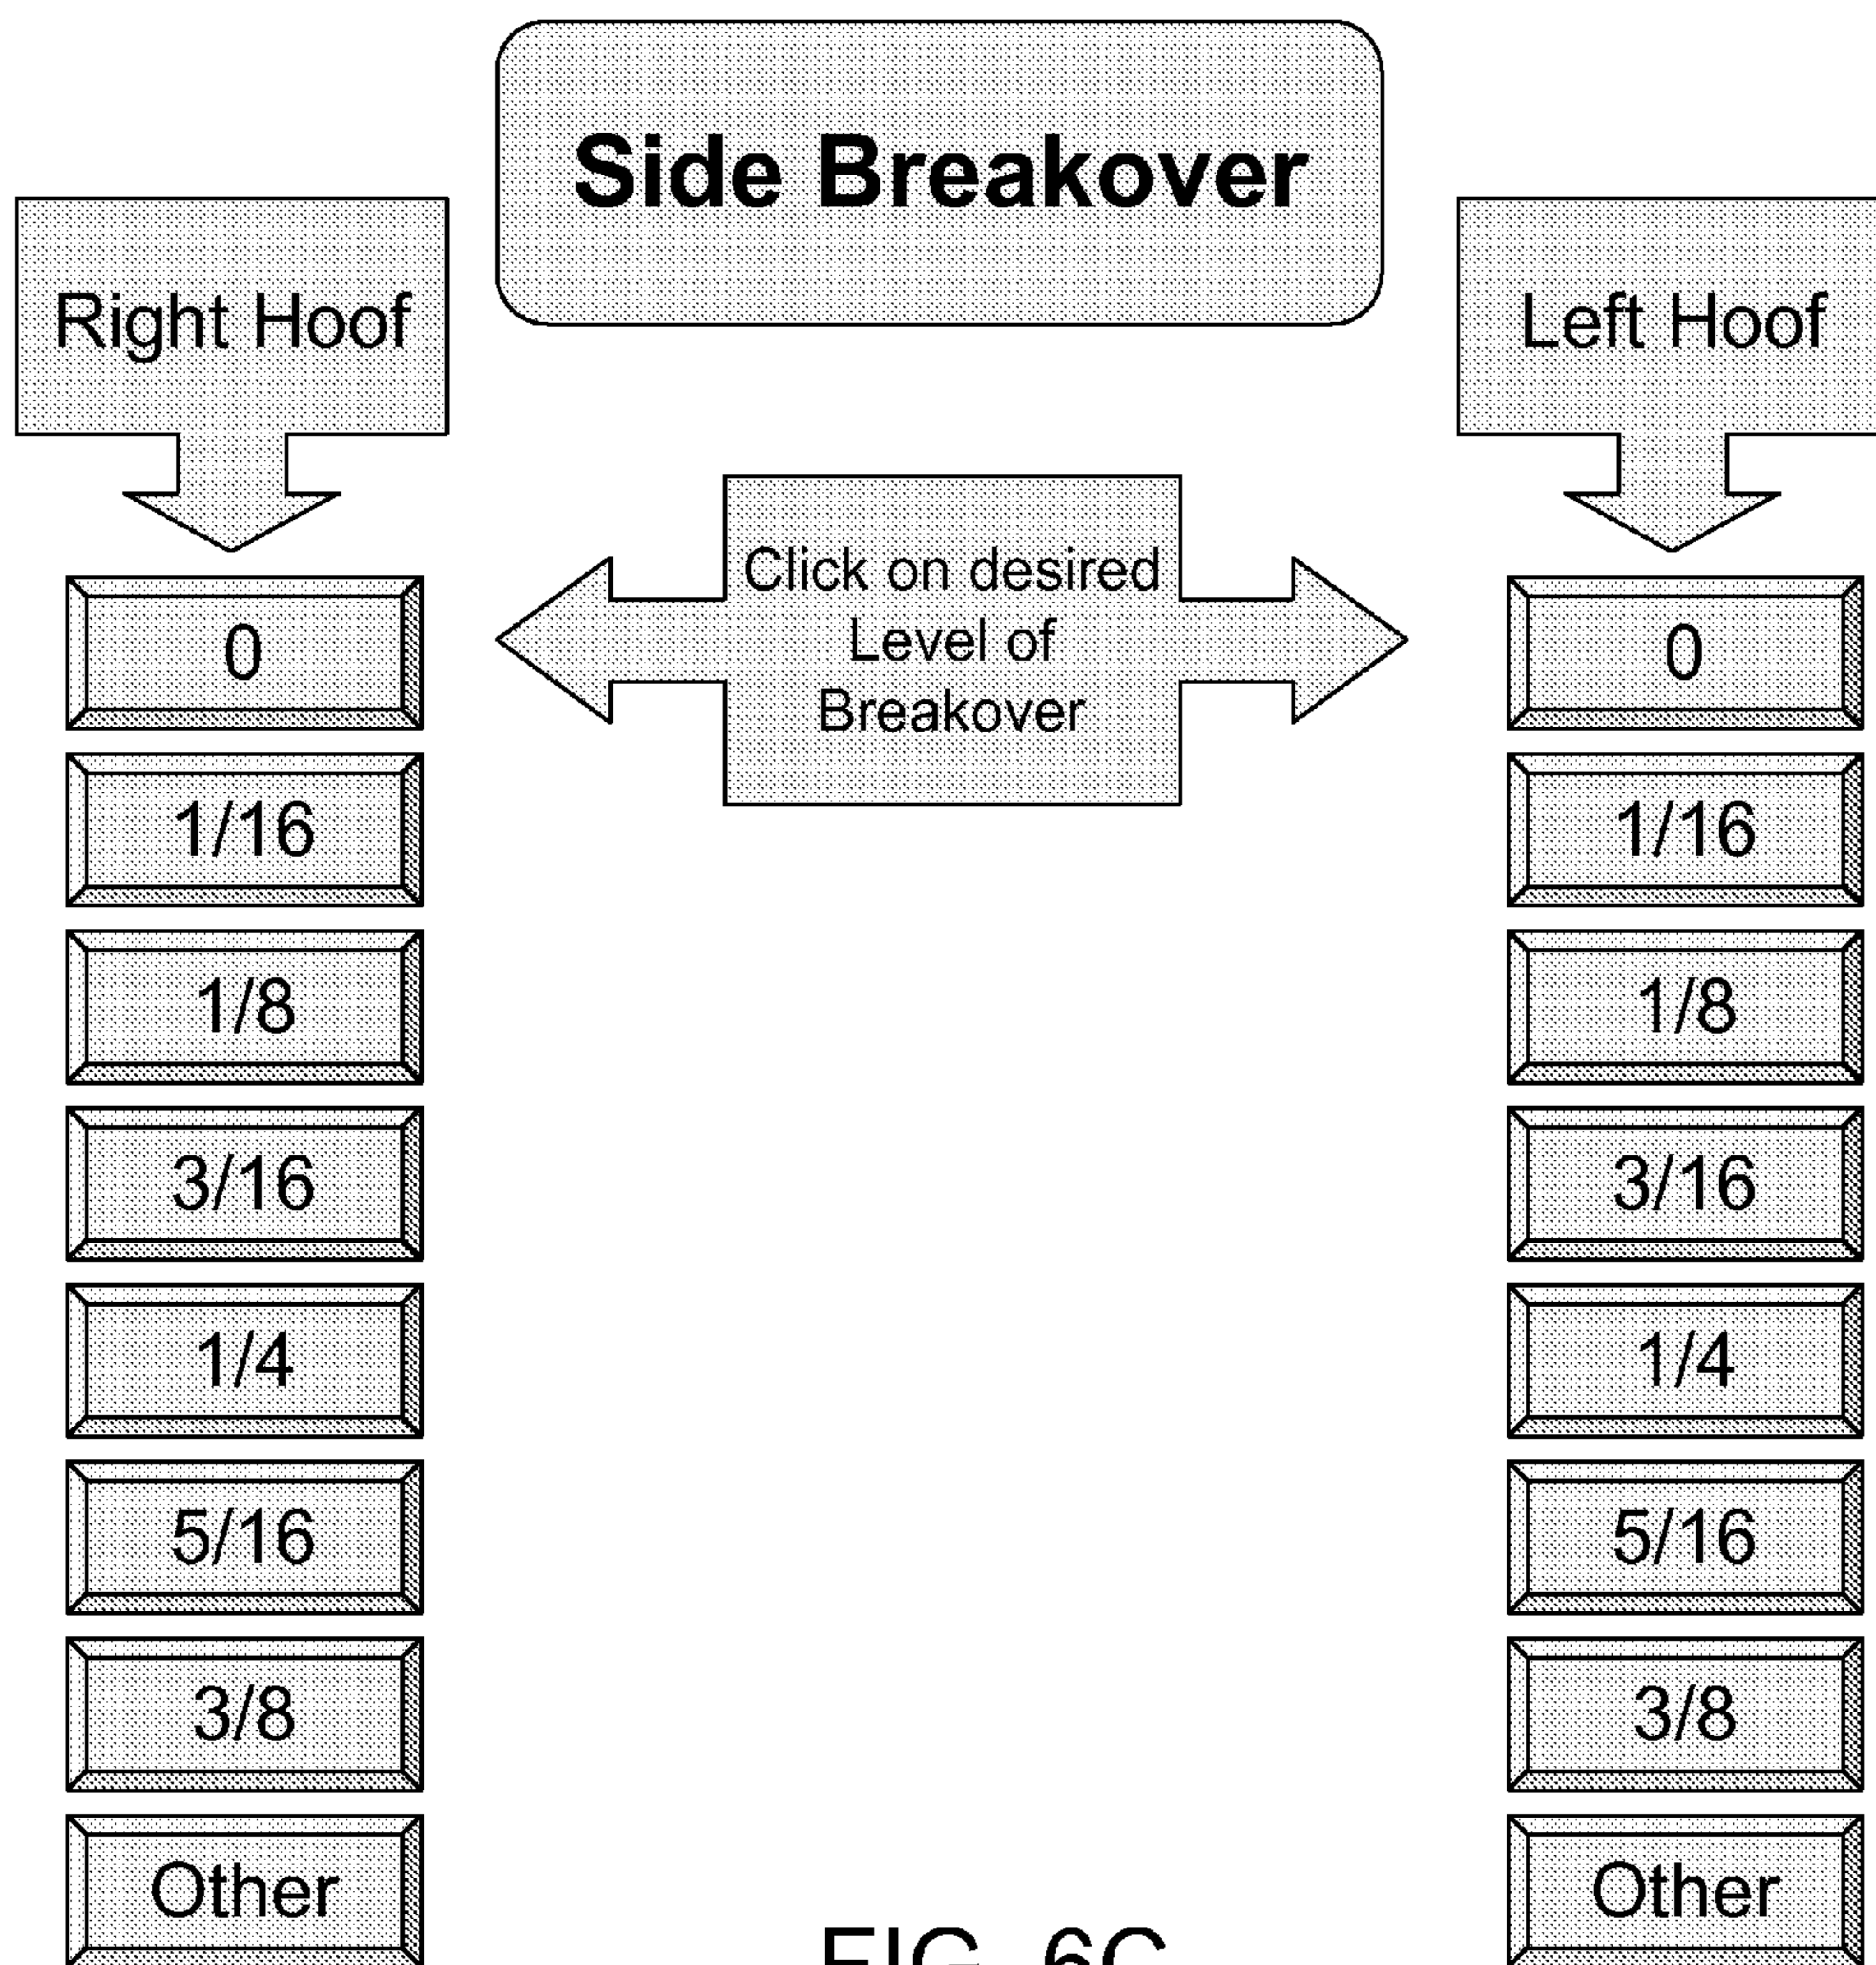 Side Breakover
Right Hoof
Left Hoof
Click on desired
Level of
Breakover
0
0
1/16
1/16
1/8
1/8
3/16
3/16
1/4
1/4
5/16
5/16
3/8
3/8
Other
Other
FIG. 6C